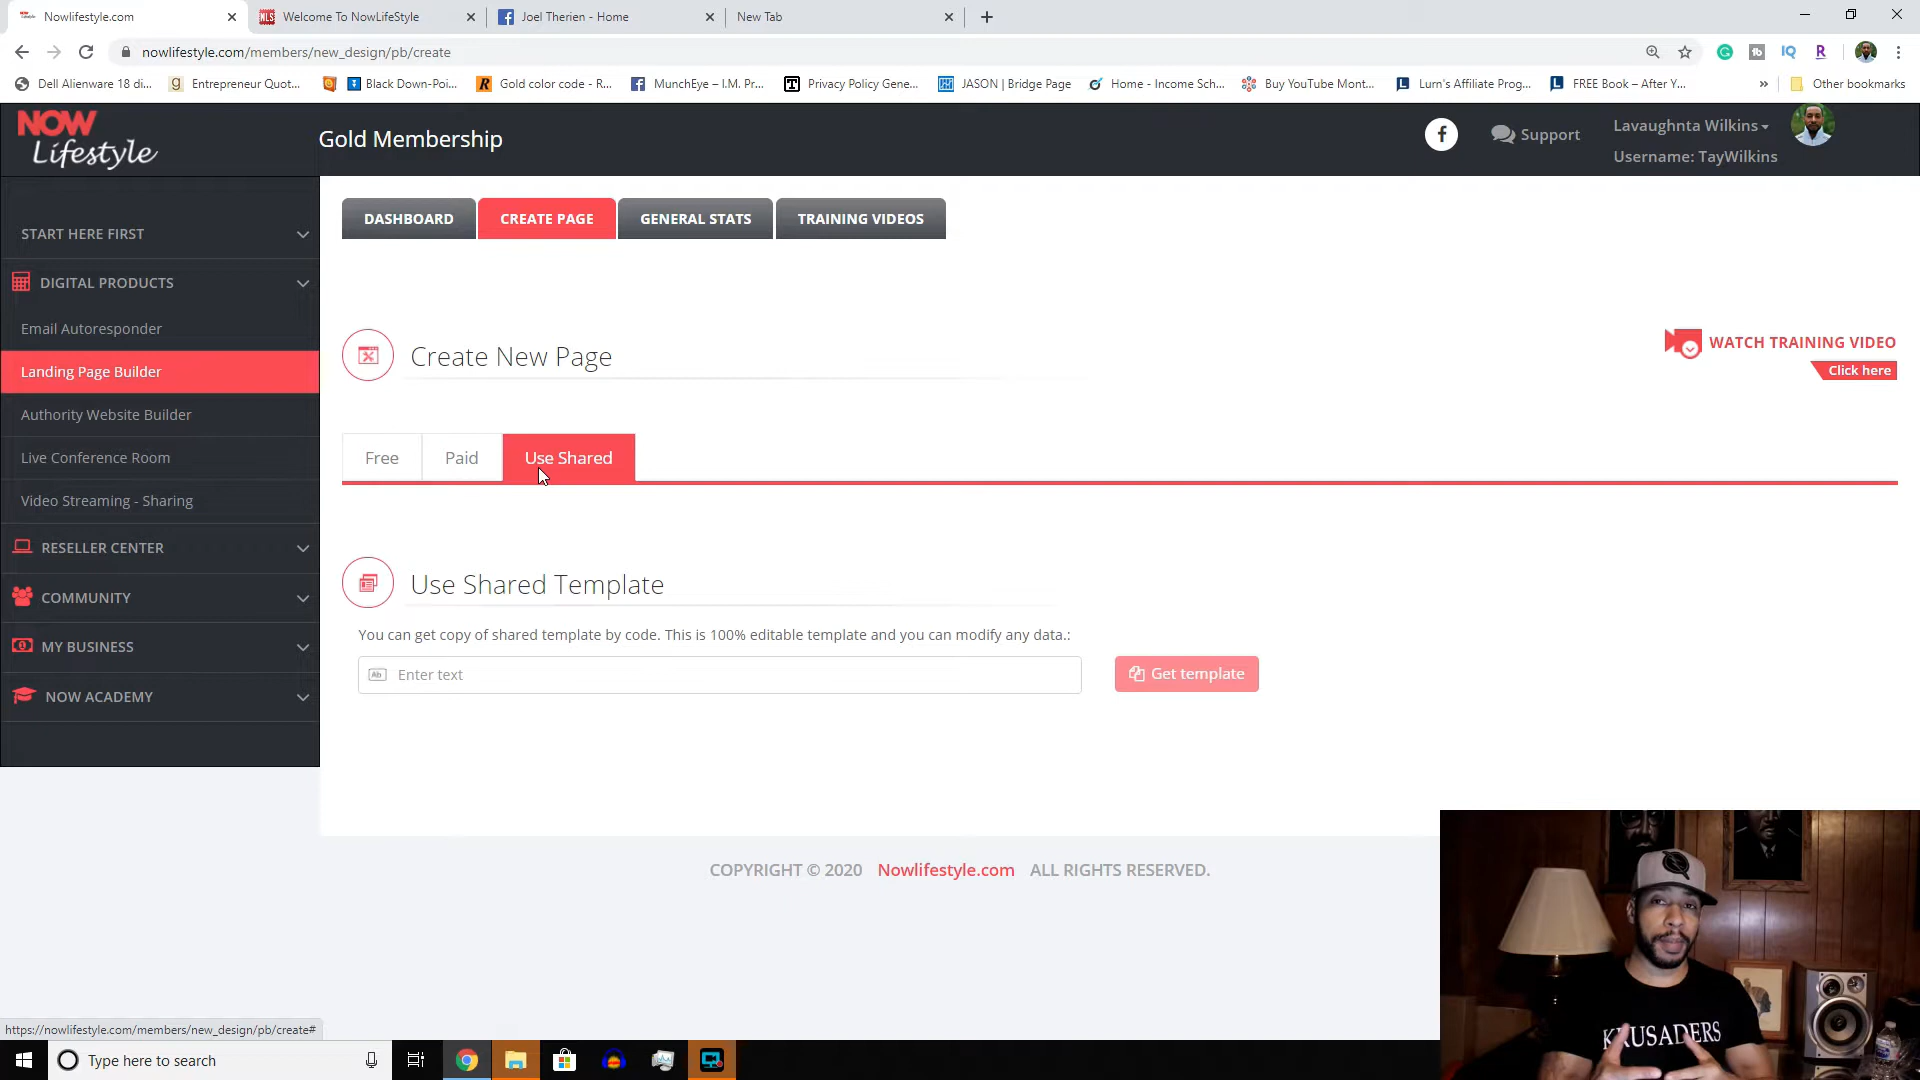 Nowlifestyle.com
Welcome To NowLifeStyle
Joel Therien - Home
New Tab
nowlifestyle.com/members/new_design/pb/create
Dell Alienware 18 di...
Entrepreneur Quot...
Black Down-Poi...
Gold color code - R...
MunchEye – I.M. Pr...
Privacy Policy Gene...
JASON | Bridge Page
Home - Income Sch...
Buy YouTube Mont...
Lurn's Affiliate Prog...
FREE Book – After Y...
Other bookmarks
NOW
Lifestyle
Gold Membership
Support
Lavaughnta Wilkins
Username: TayWilkins
START HERE FIRST
DIGITAL PRODUCTS
Email Autoresponder
Landing Page Builder
Authority Website Builder
Live Conference Room
Video Streaming - Sharing
RESELLER CENTER
COMMUNITY
MY BUSINESS
NOW ACADEMY
DASHBOARD
CREATE PAGE
GENERAL STATS
TRAINING VIDEOS
Create New Page
WATCH TRAINING VIDEO
Click here
Free
Paid
Use Shared
Use Shared Template
You can get copy of shared template by code. This is 100% editable template and you can modify any data.:
Enter text
Get template
COPYRIGHT © 2020 Nowlifestyle.com ALL RIGHTS RESERVED.
https://nowlifestyle.com/members/new_design/pb/create#
Type here to search
KRUSADERS